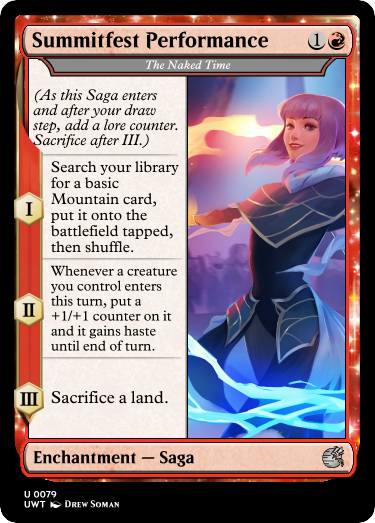 Summitfest Performance 1
The Naked Time
(As this Saga enters
and after your draw
step, add a lore counter.
Sacrifice after III.)
I
Search your library
for a basic
Mountain card,
put it onto the
battlefield tapped,
then shuffle.
II
Whenever a creature
you control enters
this turn, put a
+1/+1 counter on it
and it gains haste
until end of turn.
III
Sacrifice a land.
Enchantment — Saga
U 0079
UWT Drew Soman